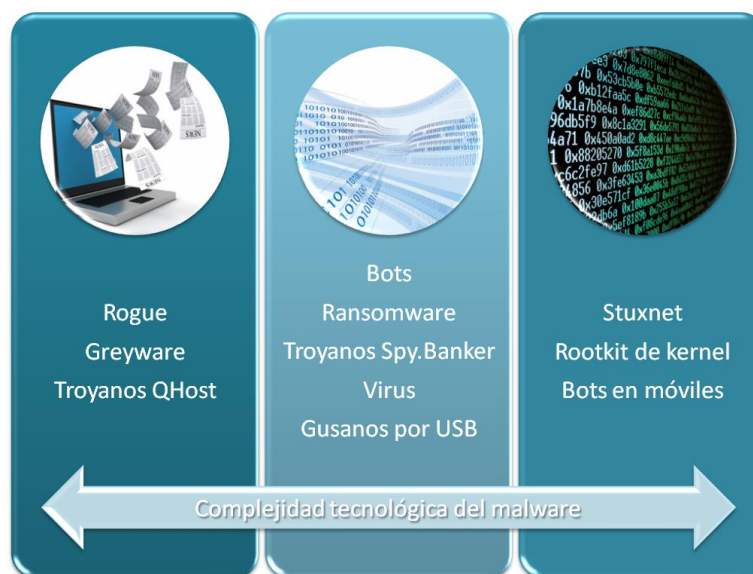 Rogue
Greyware
Troyanos QHost
Bots
Ransomware
Troyanos Spy.Banker
Virus
Gusanos por USB
Stuxnet
Rootkit de kernel
Bots en móviles
Complejidad tecnológica del malware